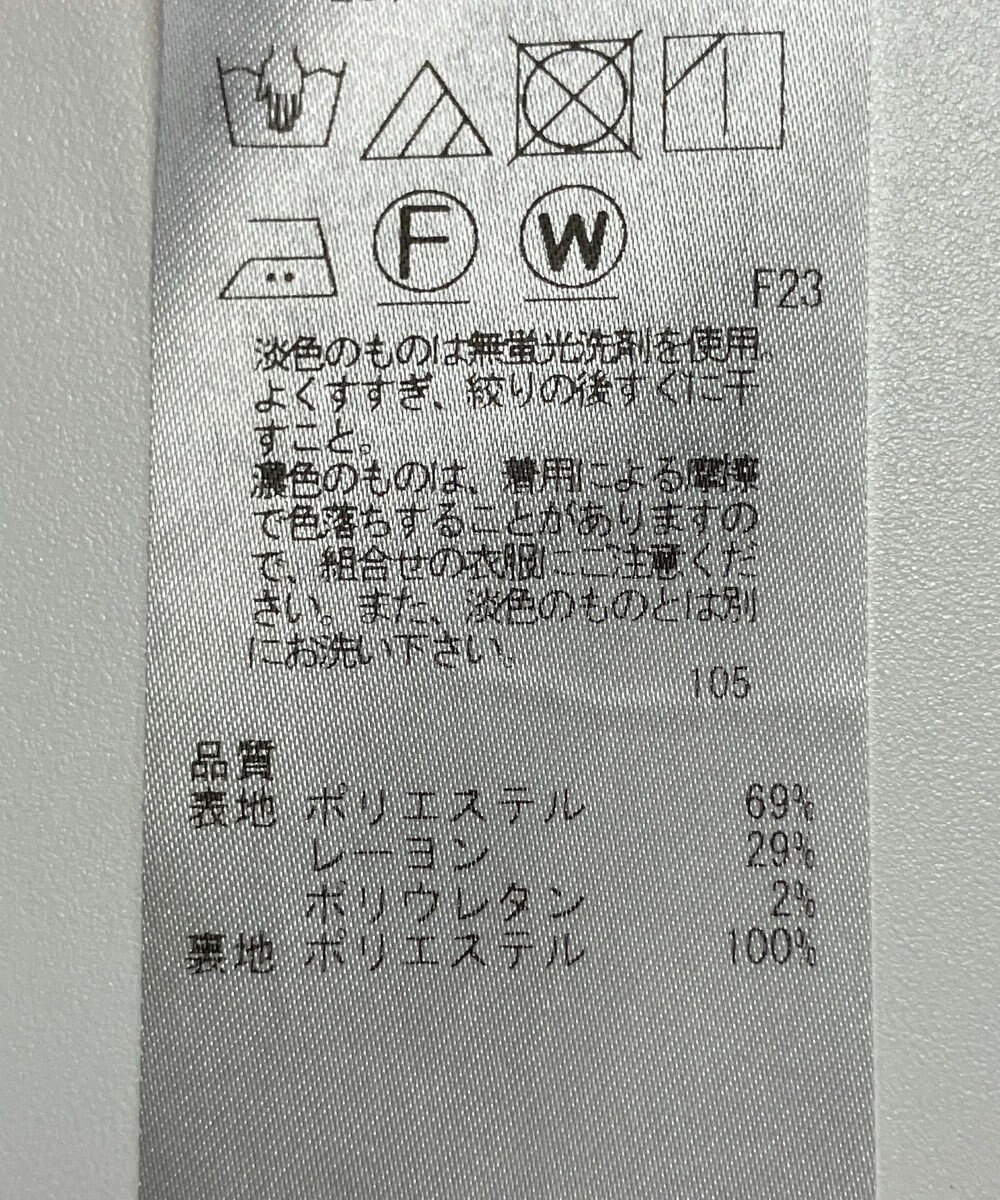 F W
F23
淡色のものは無蛍光洗剤を使用。
よくすすぎ、絞りの後すぐに干
すこと。
濃色のものは、着用による摩擦
で色落ちすることがありますの
で、組合せの衣服にご注意くだ
さい。また、淡色のものとは別
にお洗い下さい。
105
品質
表地 ポリエステル 69%
レーヨン 29%
ポリウレタン 2%
裏地 ポリエステル 100%